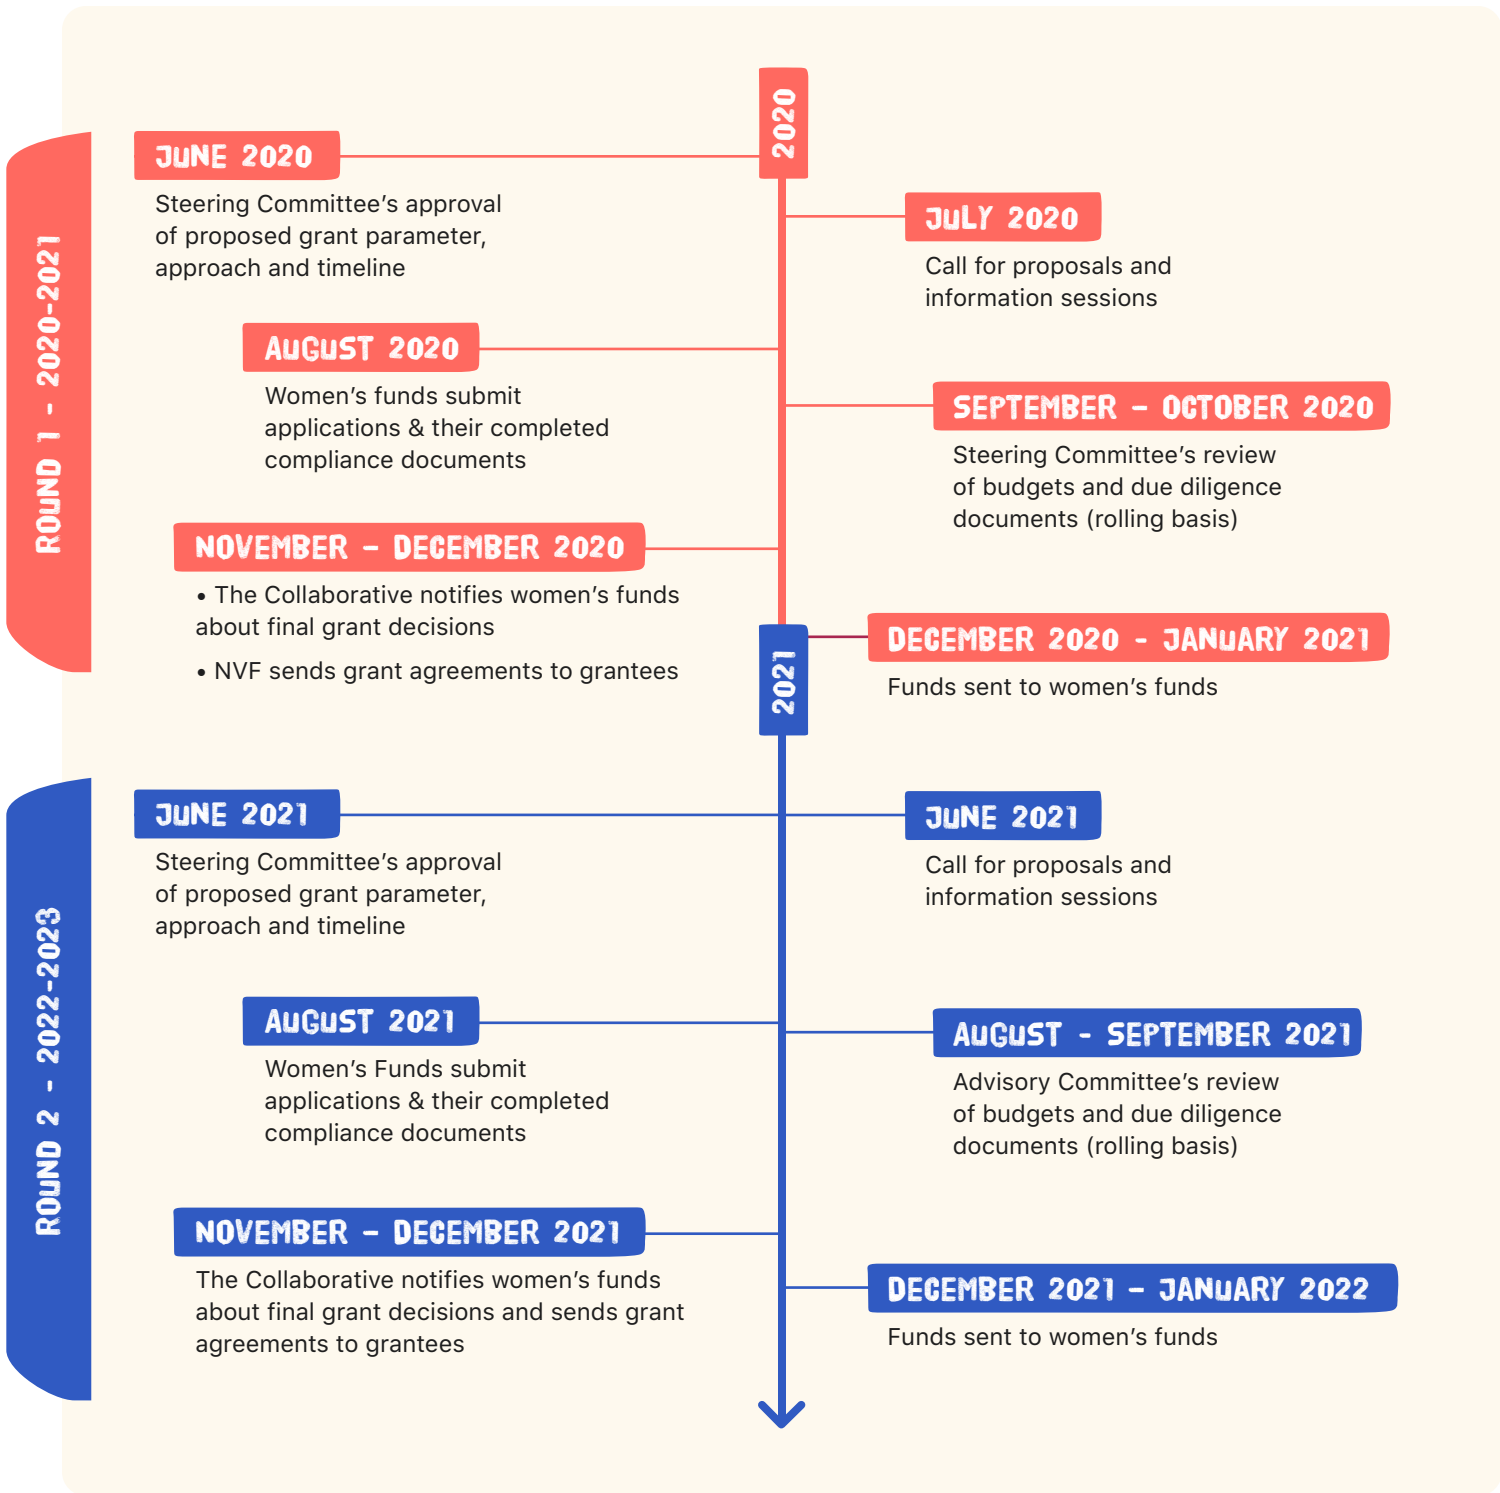 2020
ROUND 1 - 2020-2021
JUNE 2020
Steering Committee's approval
of proposed grant parameter,
approach and timeline
JULY 2020
Call for proposals and
information sessions
AUGUST 2020
Women's funds submit
applications & their completed
compliance documents
SEPTEMBER – OCTOBER 2020
Steering Committee's review
of budgets and due diligence
documents (rolling basis)
NOVEMBER – DECEMBER 2020
• The Collaborative notifies women's funds
about final grant decisions
• NVF sends grant agreements to grantees
DECEMBER 2020 - JANUARY 2021
Funds sent to women's funds
2021
ROUND 2 - 2022-2023
JUNE 2021
Steering Committee's approval
of proposed grant parameter,
approach and timeline
JUNE 2021
Call for proposals and
information sessions
AUGUST 2021
Women's Funds submit
applications & their completed
compliance documents
AUGUST - SEPTEMBER 2021
Advisory Committee's review
of budgets and due diligence
documents (rolling basis)
NOVEMBER – DECEMBER 2021
The Collaborative notifies women's funds
about final grant decisions and sends grant
agreements to grantees
DECEMBER 2021 – JANUARY 2022
Funds sent to women's funds